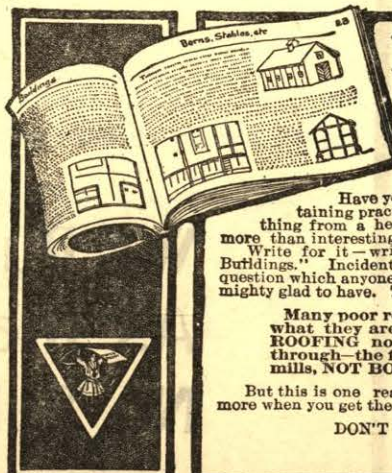 Buildings
Barns, Stables, etc 23
Have yo
taining prac
thing from a he
more than interesting
Write for it — wri
Buildings." Incident
question which anyone
mighty glad to have.
Many poor r
what they are
ROOFING no
through—the f
mills, NOT BO
But this is one re
more when you get the
DON'T